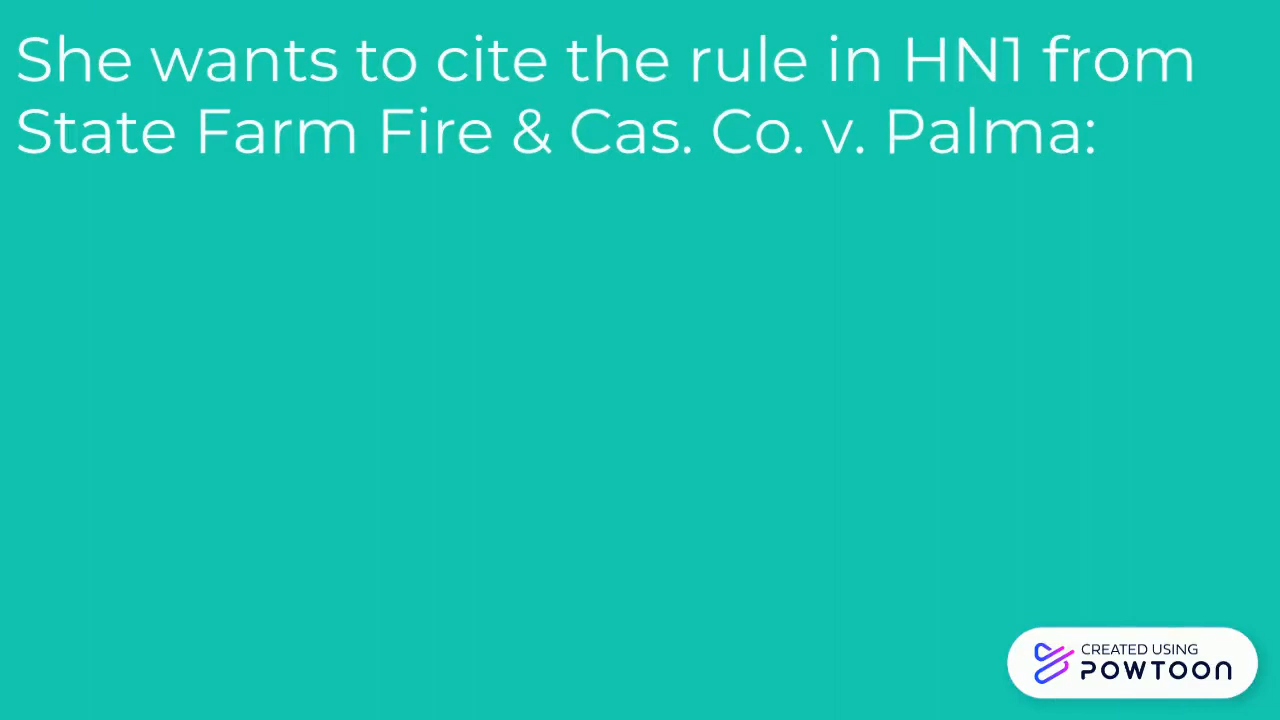 She wants to cite the rule in HN1 from
State Farm Fire & Cas. Co. v. Palma:
CREATED USING
POWTOON